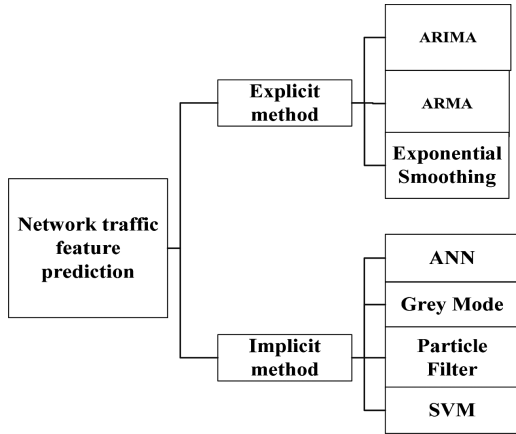 Network traffic
feature
prediction
Explicit
method
ARIMA
ARMA
Exponential
Smoothing
Implicit
method
ANN
Grey Mode
Particle
Filter
SVM